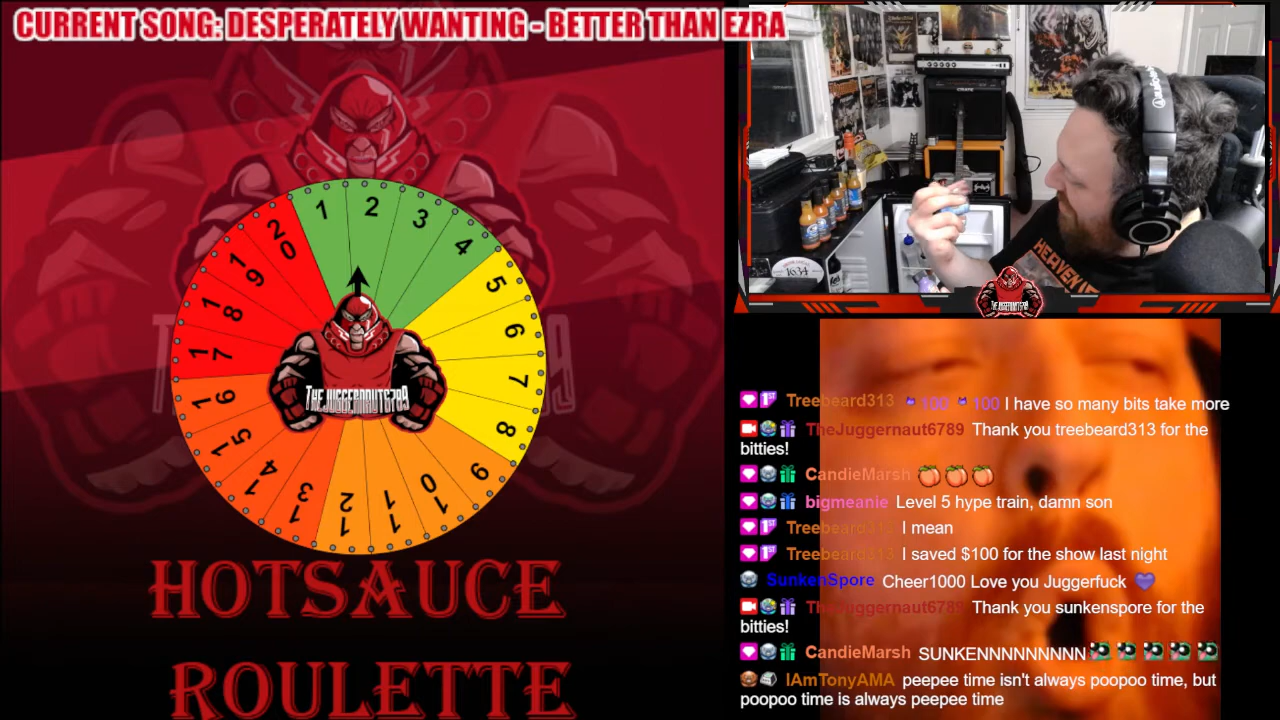 CURRENT SONG: DESPERATELY WANTING - BETTER THAN EZRA
1
2
3
4
5
6
7
8
9
10
11
12
13
14
15
16
17
18
19
20
THEJUGGERNAUT6789
HOTSAUCE
ROULETTE
CRATE
1634
HEAVEN
Treebeard313 100 100 I have so many bits take more
TheJuggernaut6789 Thank you treebeard313 for the
bitties!
CandieMarsh 🍑🍑🍑
bigmeanie Level 5 hype train, damn son
Treebeard313 I mean
Treebeard313 I saved $100 for the show last night
SunkenSpore Cheer1000 Love you Juggerfuck 💜
TheJuggernaut6789 Thank you sunkenspore for the
bitties!
CandieMarsh SUNKENNNNNNNNN
IAmTonyAMA peepee time isn't always poopoo time, but
poopoo time is always peepee time